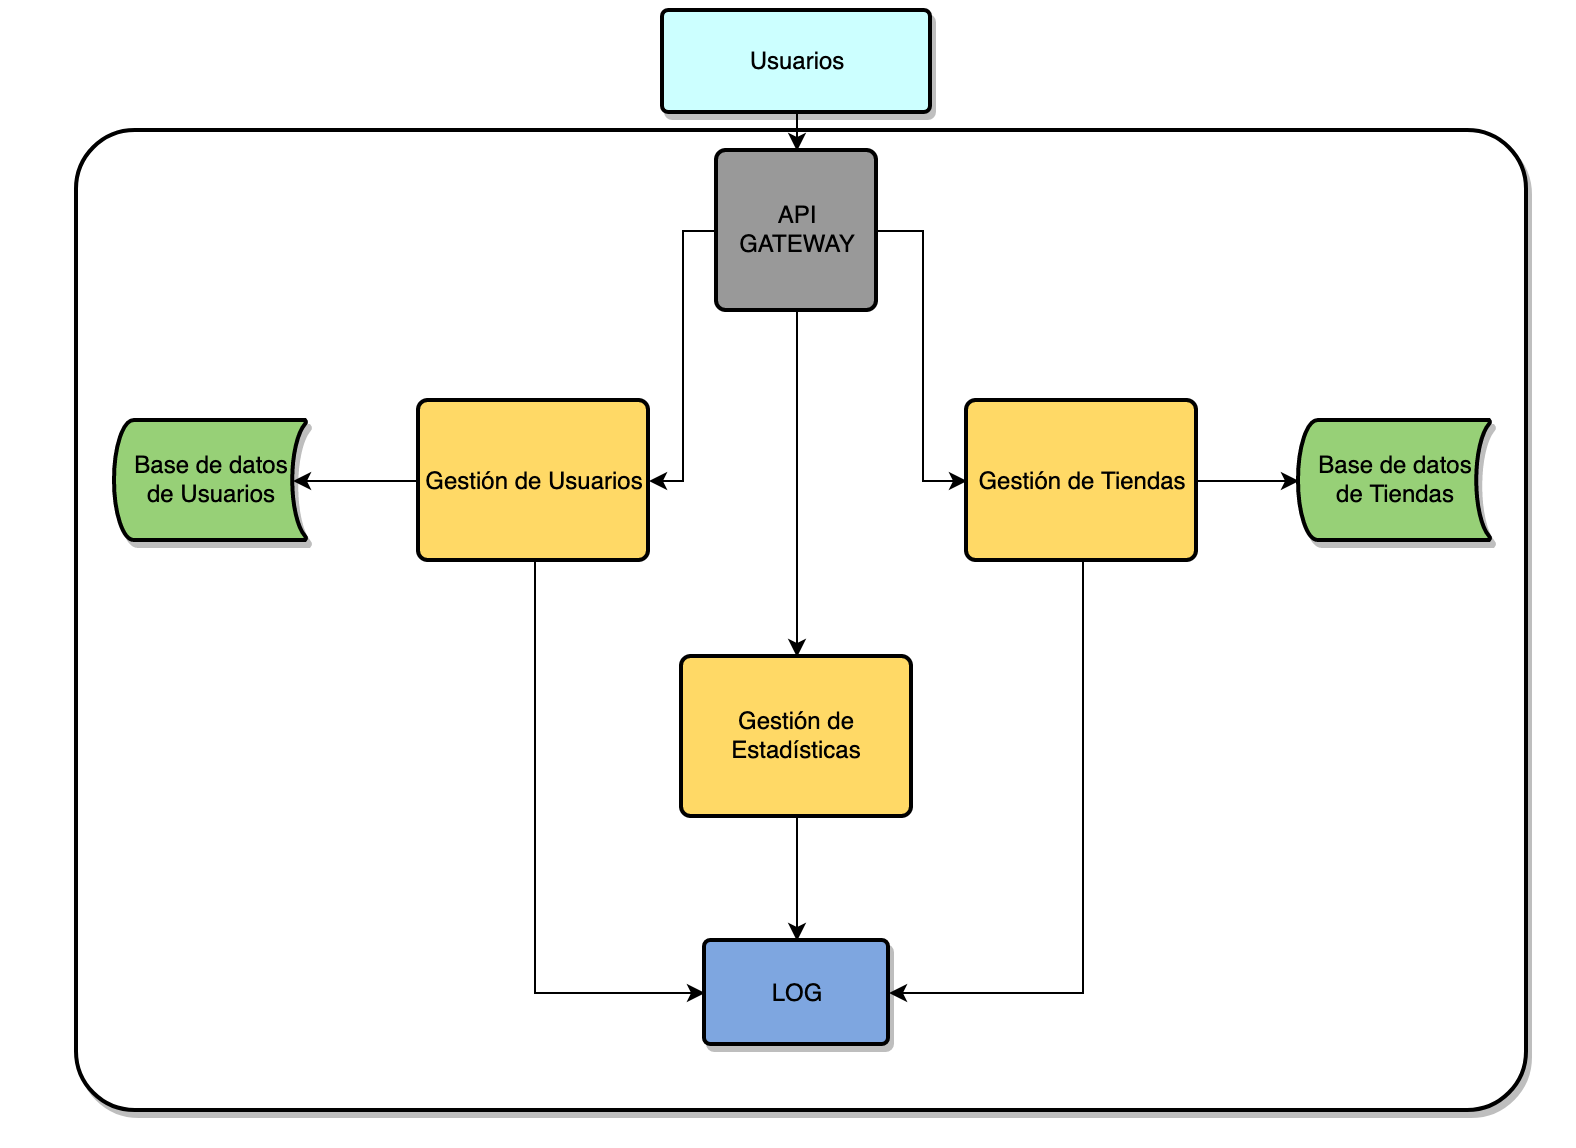 Usuarios
API
GATEWAY
Base de datos
de Usuarios
Gestión de Usuarios
Gestión de Tiendas
Base de datos
de Tiendas
Gestión de
Estadísticas
LOG